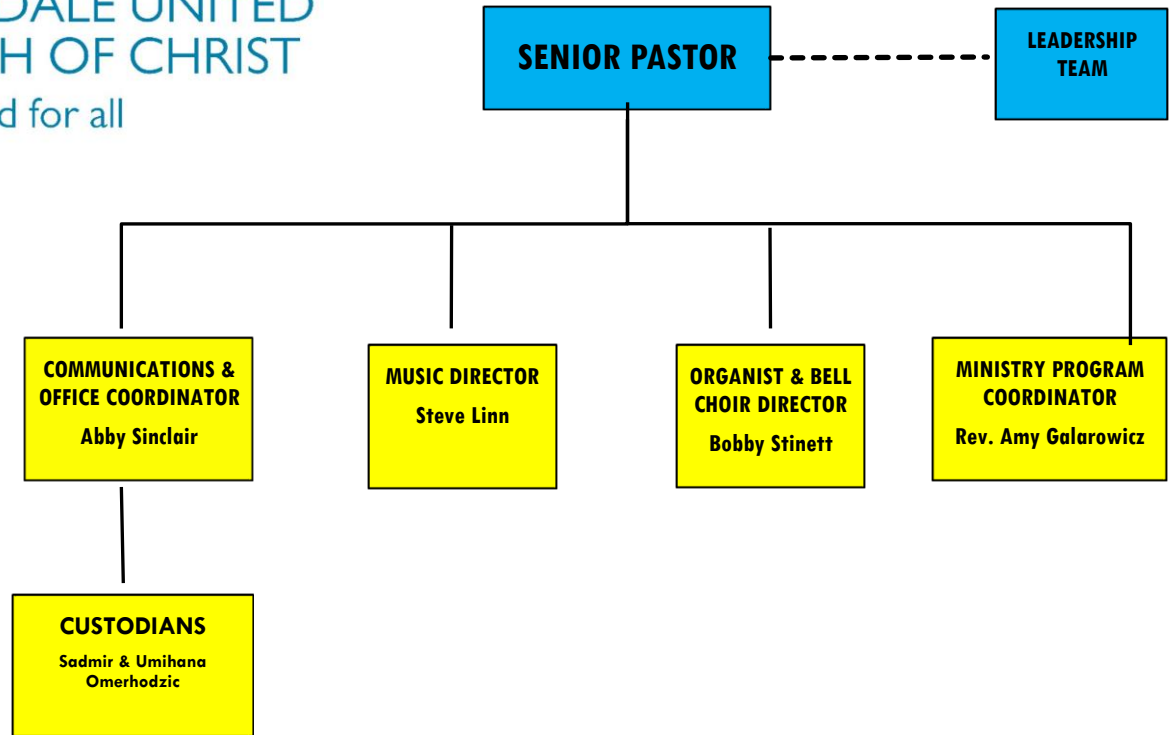 DALE UNITED
H OF CHRIST
d for all
SENIOR PASTOR
LEADERSHIP
TEAM
COMMUNICATIONS &
OFFICE COORDINATOR
Abby Sinclair
MUSIC DIRECTOR
Steve Linn
ORGANIST & BELL
CHOIR DIRECTOR
Bobby Stinett
MINISTRY PROGRAM
COORDINATOR
Rev. Amy Galarowicz
CUSTODIANS
Sadmir & Umihana
Omerhodzic